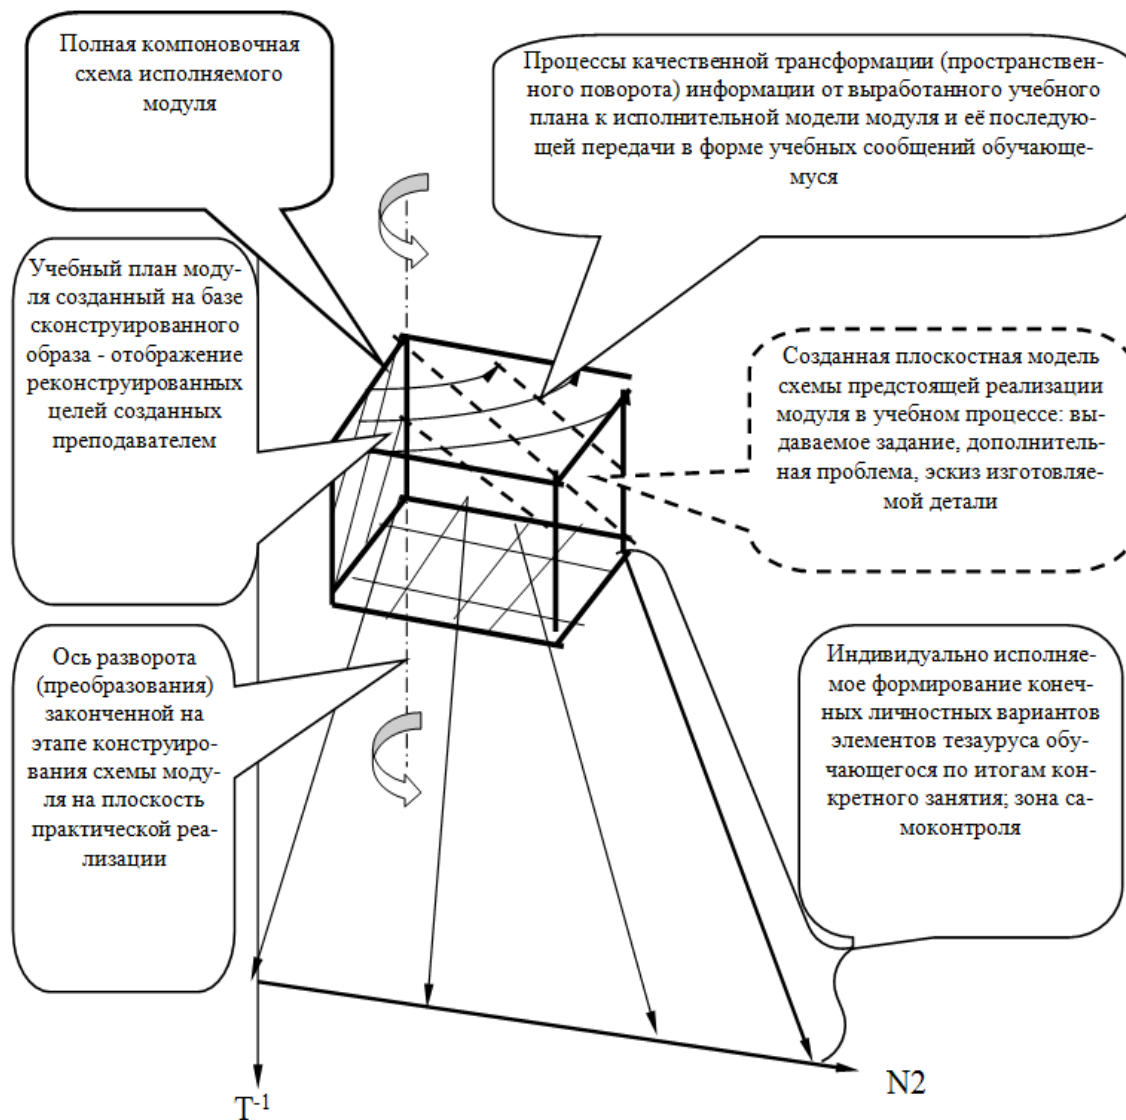 Полная компоновочная
схема исполняемого
модуля
Процессы качественной трансформации (пространствен-
ного поворота) информации от выработанного учебного
плана к исполнительной модели модуля и её последую-
щей передачи в форме учебных сообщений обучающе-
муся
Учебный план моду-
ля созданный на базе
сконструированного
образа - отображение
реконструированных
целей созданных
преподавателем
Созданная плоскостная модель
схемы предстоящей реализации
модуля в учебном процессе: вы-
даваемое задание, дополнитель-
ная проблема, эскиз изготовляе-
мой детали
Ось разворота
(преобразования)
законченной на
этапе конструиро-
вания схемы моду-
ля на плоскость
практической реа-
лизации
Индивидуально исполняе-
мое формирование конеч-
ных личностных вариантов
элементов тезауруса обу-
чающегося по итогам кон-
кретного занятия; зона са-
моконтроля
N2
T⁻¹